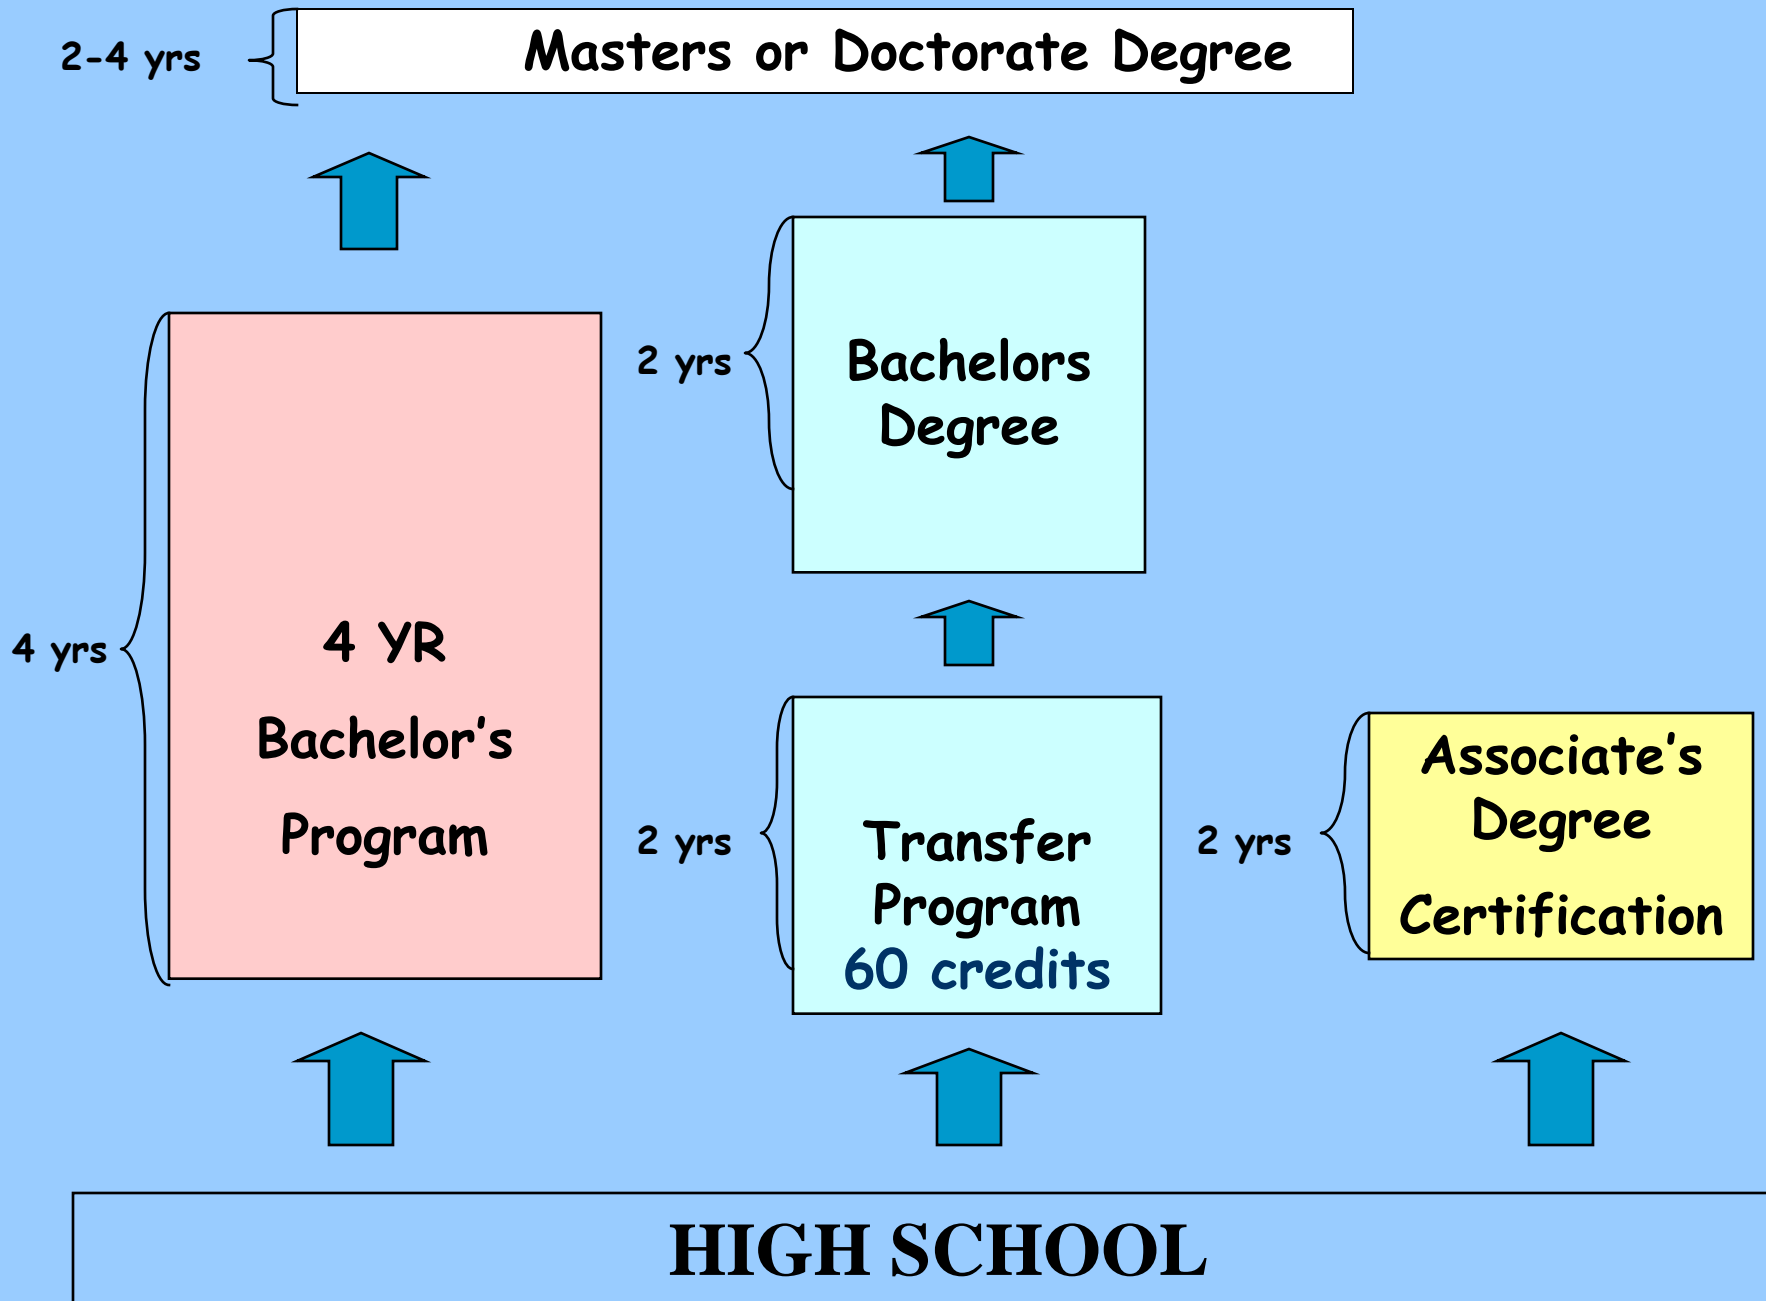 2-4 yrs
Masters or Doctorate Degree
2 yrs
Bachelors
Degree
4 yrs
4 YR
Bachelor’s
Program
2 yrs
Transfer
Program
60 credits
2 yrs
Associate’s
Degree
Certification
HIGH SCHOOL